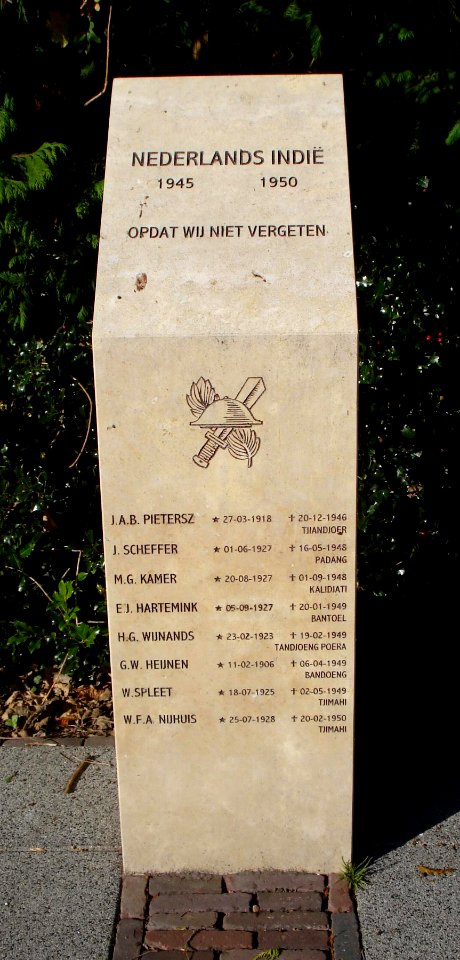 NEDERLANDS INDIË
1945 1950
OPDAT WIJ NIET VERGETEN
J.A.B. PIETERSZ ★ 27-03-1918 ✝ 20-12-1946
TJIANDJOER
J. SCHEFFER ★ 01-06-1927 ✝ 16-05-1948
PADANG
M.G. KAMER ★ 20-08-1927 ✝ 01-09-1948
KALIDJATI
E.J. HARTEMINK ★ 05-09-1927 ✝ 20-01-1949
BANTOEL
H.G. WIJNANDS ★ 23-02-1923 ✝ 19-02-1949
TANDJOENG POERA
G.W. HEIJNEN ★ 11-02-1906 ✝ 06-04-1949
BANDOENG
W. SPLEET ★ 18-07-1925 ✝ 02-05-1949
TJIMAHI
W.F.A. NIJHUIS ★ 25-07-1928 ✝ 20-02-1950
TJIMAHI